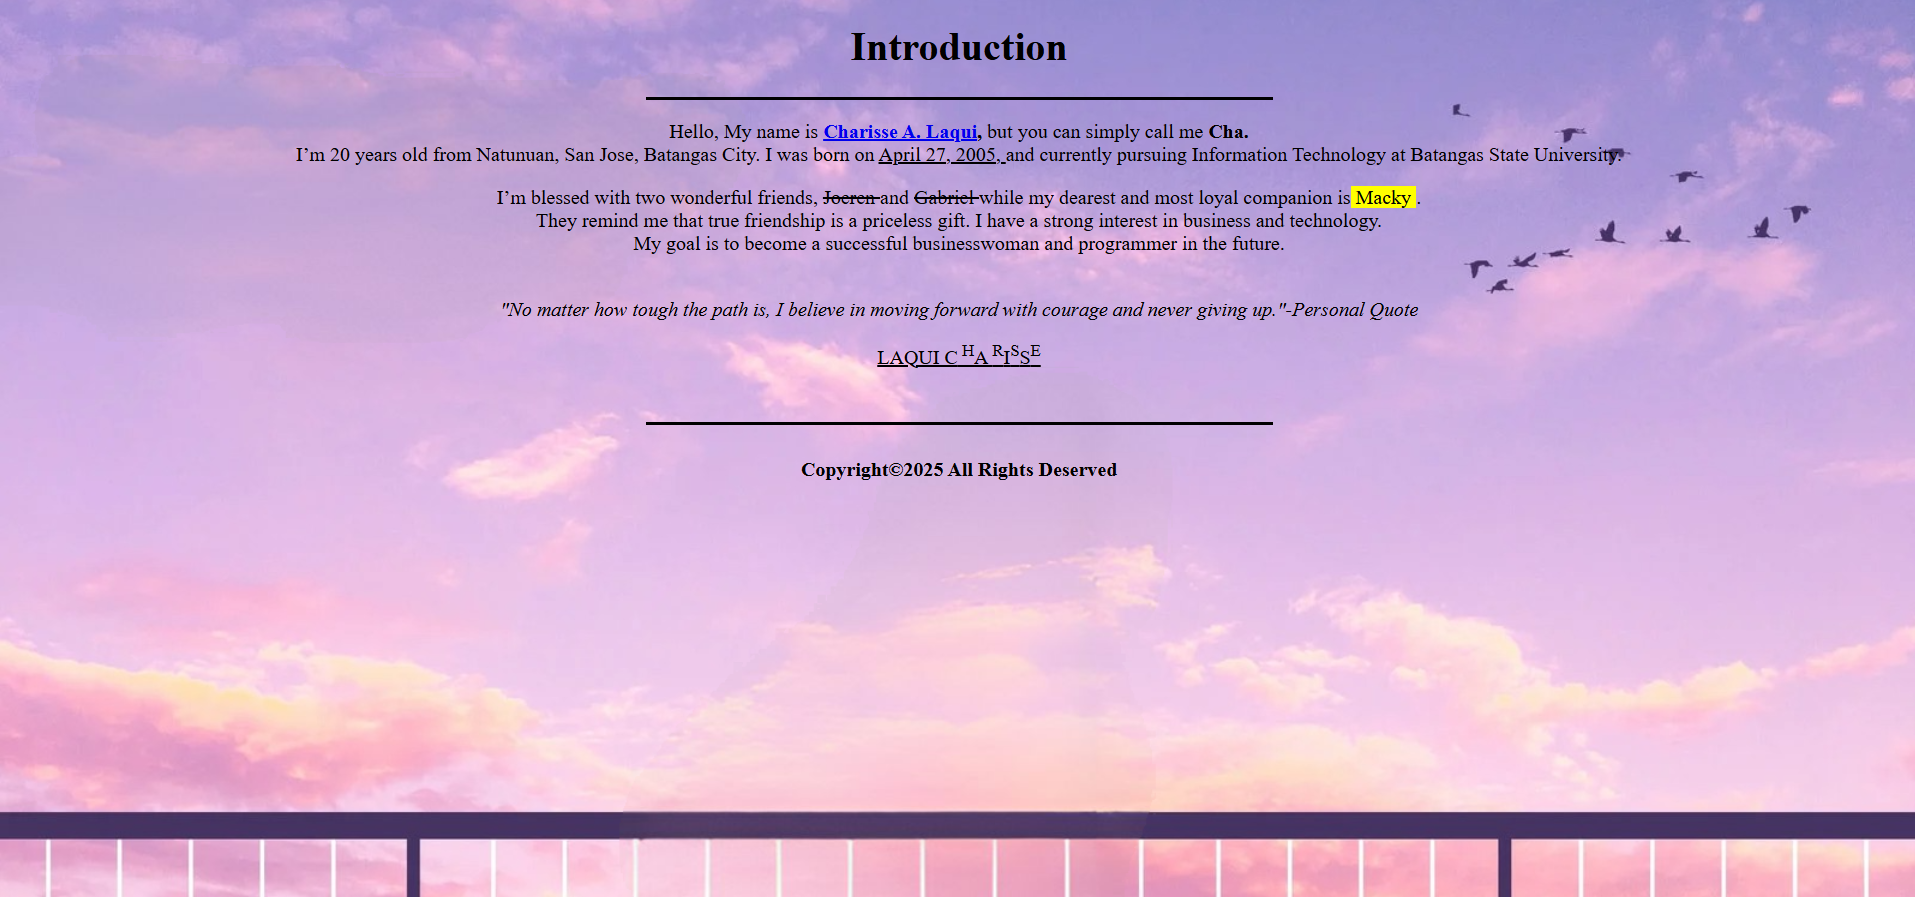 Introduction
Hello, My name is Charisse A. Laqui, but you can simply call me Cha.
I’m 20 years old from Natunuan, San Jose, Batangas City. I was born on April 27, 2005, and currently pursuing Information Technology at Batangas State University.
I’m blessed with two wonderful friends, Joeren and Gabriel while my dearest and most loyal companion is Macky .
They remind me that true friendship is a priceless gift. I have a strong interest in business and technology.
My goal is to become a successful businesswoman and programmer in the future.
"No matter how tough the path is, I believe in moving forward with courage and never giving up."-Personal Quote
LAQUI C HA RISSE
Copyright©2025 All Rights Deserved